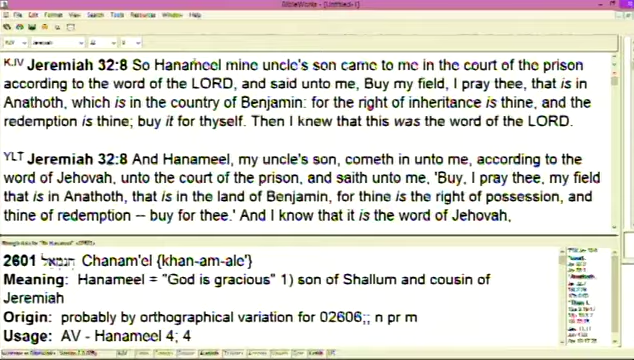 BibleWorks - [Untitled-1]
KJV Jeremiah 32:8 So Hanameel mine uncle's son came to me in the court of the prison
according to the word of the LORD, and said unto me, Buy my field, I pray thee, that is in
Anathoth, which is in the country of Benjamin: for the right of inheritance is thine, and the
redemption is thine; buy it for thyself. Then I knew that this was the word of the LORD.
YLT Jeremiah 32:8 And Hanameel, my uncle's son, cometh in unto me, according to the
word of Jehovah, unto the court of the prison, and saith unto me, 'Buy, I pray thee, my field
that is in Anathoth, that is in the land of Benjamin, for thine is the right of possession, and
thine of redemption -- buy for thee.' And I know that it is the word of Jehovah,
2601 חנמאל Chanam'el {khan-am-ale'}
Meaning: Hanameel = "God is gracious" 1) son of Shallum and cousin of
Jeremiah
Origin: probably by orthographical variation for 02606;; n pr m
Usage: AV - Hanameel 4; 4